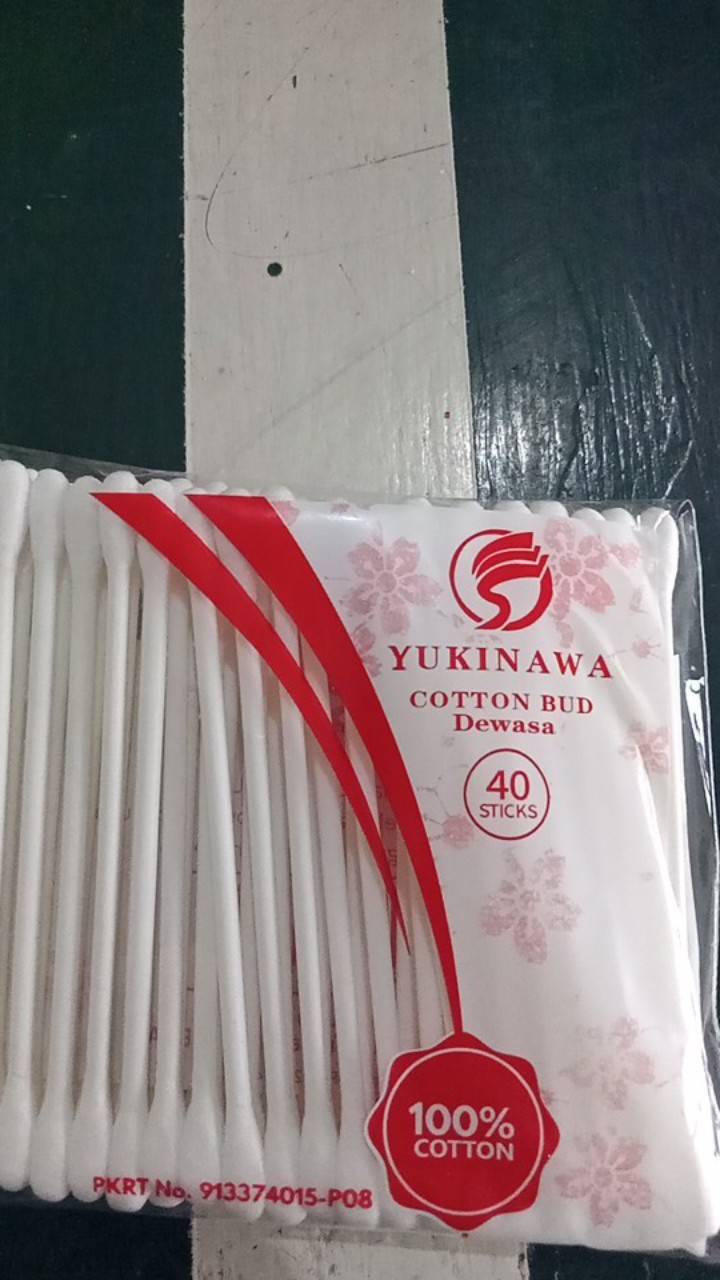 YUKINAWA
COTTON BUD
Dewasa
40
STICKS
100%
COTTON
PKRT No. 913374015-P08